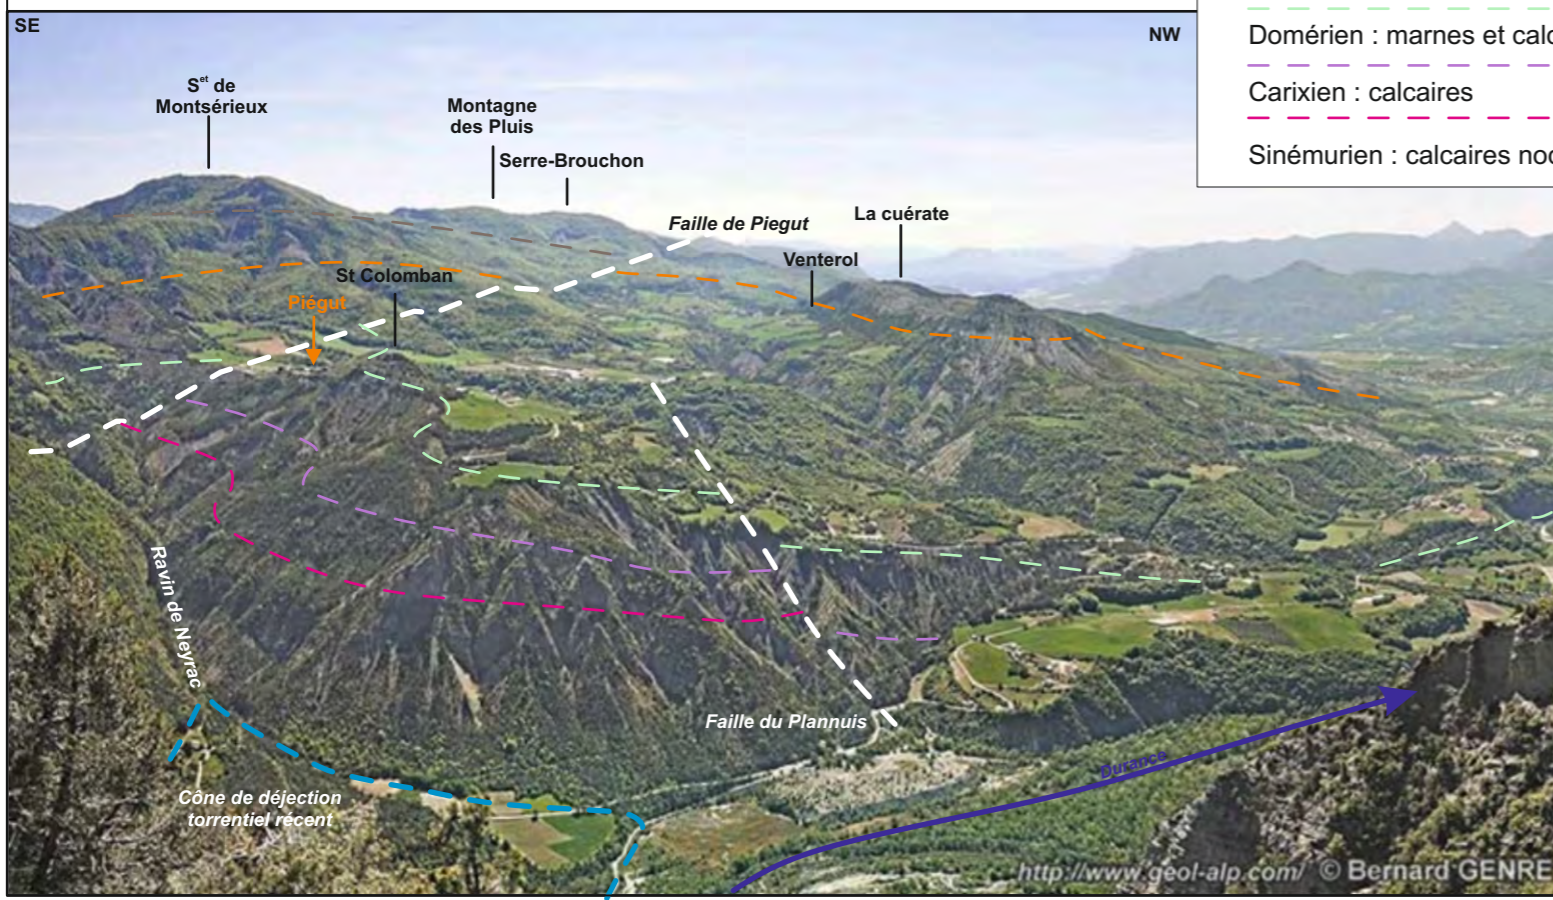 SE
NW
Domérien : marnes et calc
Carixien : calcaires
Sinémurien : calcaires noc
Sᵉᵗ de
Montsérieux
Montagne
des Pluis
Serre-Brouchon
Faille de Piegut
La cuérate
Venterol
St Colomban
Piégut
Ravin de Neyrac
Faille du Plannuis
Durance
Cône de déjection
torrentiel récent
http://www.geol-alp.com/ © Bernard GENRE